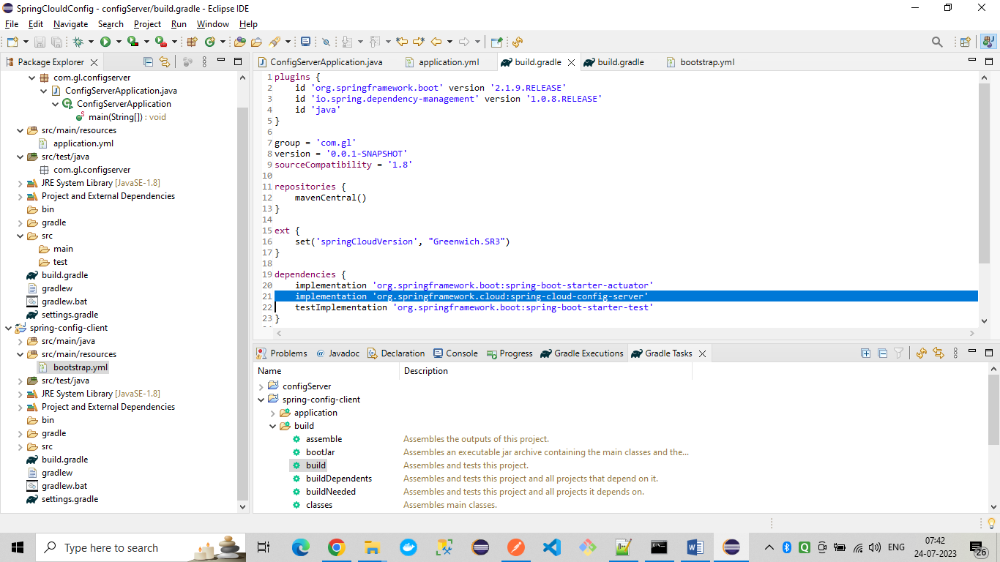 SpringClouldConfig - configServer/build.gradle - Eclipse IDE
File Edit Navigate Search Project Run Window Help
Package Explorer
com.gl.configserver
ConfigServerApplication.java
ConfigServerApplication
main(String[]) : void
src/main/resources
application.yml
src/test/java
com.gl.configserver
JRE System Library [JavaSE-1.8]
Project and External Dependencies
bin
gradle
src
main
test
build.gradle
gradlew
gradlew.bat
settings.gradle
spring-config-client
src/main/java
src/main/resources
bootstrap.yml
src/test/java
JRE System Library [JavaSE-1.8]
Project and External Dependencies
bin
gradle
src
build.gradle
gradlew
gradlew.bat
settings.gradle
ConfigServerApplication.java application.yml build.gradle build.gradle bootstrap.yml
1 plugins {
2 id 'org.springframework.boot' version '2.1.9.RELEASE'
3 id 'io.spring.dependency-management' version '1.0.8.RELEASE'
4 id 'java'
5 }
6
7 group = 'com.gl'
8 version = '0.0.1-SNAPSHOT'
9 sourceCompatibility = '1.8'
10
11 repositories {
12 mavenCentral()
13 }
14
15 ext {
16 set('springCloudVersion', "Greenwich.SR3")
17 }
18
19 dependencies {
20 implementation 'org.springframework.boot:spring-boot-starter-actuator'
21 implementation 'org.springframework.cloud:spring-cloud-config-server'
22 testImplementation 'org.springframework.boot:spring-boot-starter-test'
23 }
Problems @ Javadoc Declaration Console Progress Gradle Executions Gradle Tasks
Name Description
configServer
spring-config-client
application
build
assemble Assembles the outputs of this project.
bootJar Assembles an executable jar archive containing the main classes and the...
build Assembles and tests this project.
buildDependents Assembles and tests this project and all projects that depend on it.
buildNeeded Assembles and tests this project and all projects it depends on.
classes Assembles main classes.
Type here to search
ENG
07:42
24-07-2023
26